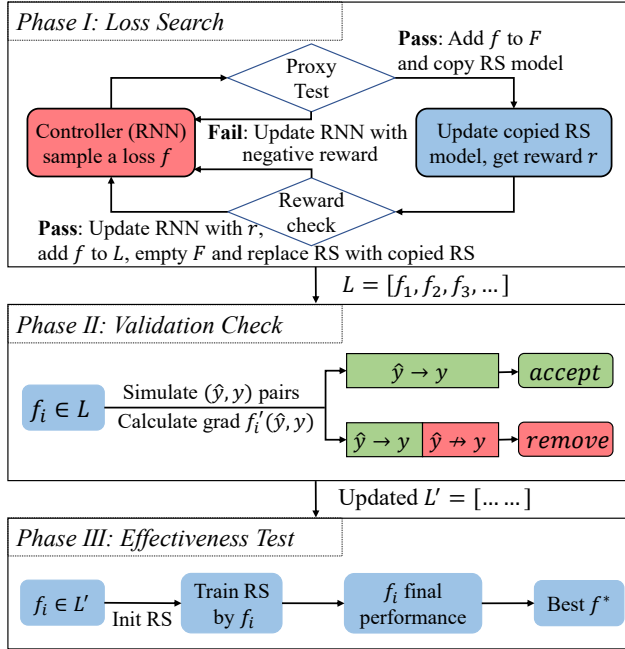 Phase I: Loss Search
Proxy
Test
Pass: Add f to F
and copy RS model
Controller (RNN)
sample a loss f
Fail: Update RNN with
negative reward
Update copied RS
model, get reward r
Reward
check
Pass: Update RNN with r,
add f to L, empty F and replace RS with copied RS
L = [f₁, f₂, f₃, …]
Phase II: Validation Check
fᵢ ∈ L
Simulate (ŷ, y) pairs
Calculate grad fᵢ′(ŷ, y)
ŷ → y
accept
ŷ → y
ŷ ↛ y
remove
Updated L′ = [… …]
Phase III: Effectiveness Test
fᵢ ∈ L′
Init RS
Train RS
by fᵢ
fᵢ final
performance
Best f*